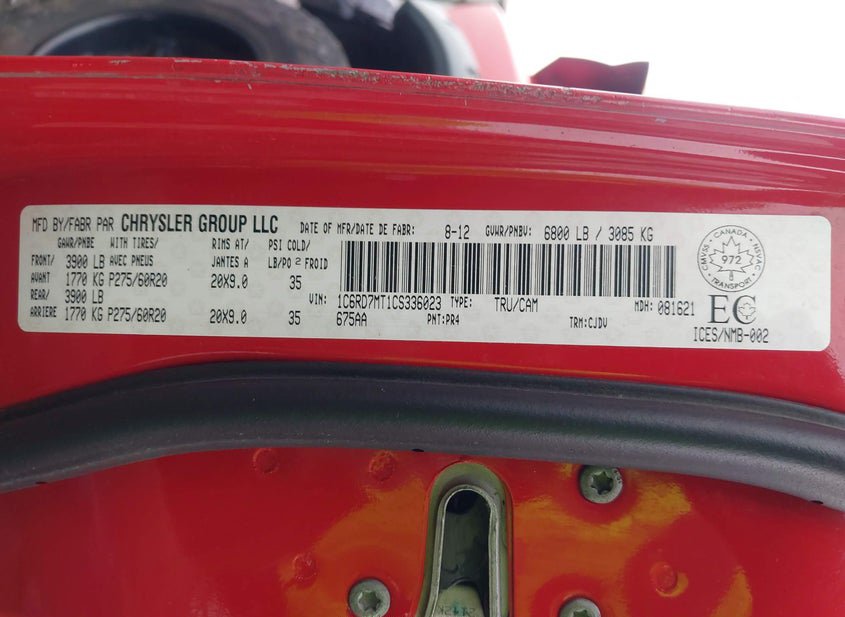 MFD BY/FABR PAR CHRYSLER GROUP LLC DATE OF MFR/DATE DE FABR: 8-12 GVWR/PNBV: 6800 LB / 3085 KG
GAWR/PNBE WITH TIRES/ RIMS AT/ PSI COLD/
FRONT/ 3900 LB AVEC PNEUS JANTES A LB/PO 2 FROID
AVANT 1770 KG P275/60R20 20X9.0 35
REAR/ 3900 LB
ARRIERE 1770 KG P275/60R20 20X9.0 35
VIN: 1C6RD7MT1CS336023 TYPE: TRU/CAM MDH: 081621
675AA PNT:PR4 TRM:CJDV
CMVSS CANADA NSVAC
972
TRANSPORT
EC
ICES/NMB-002